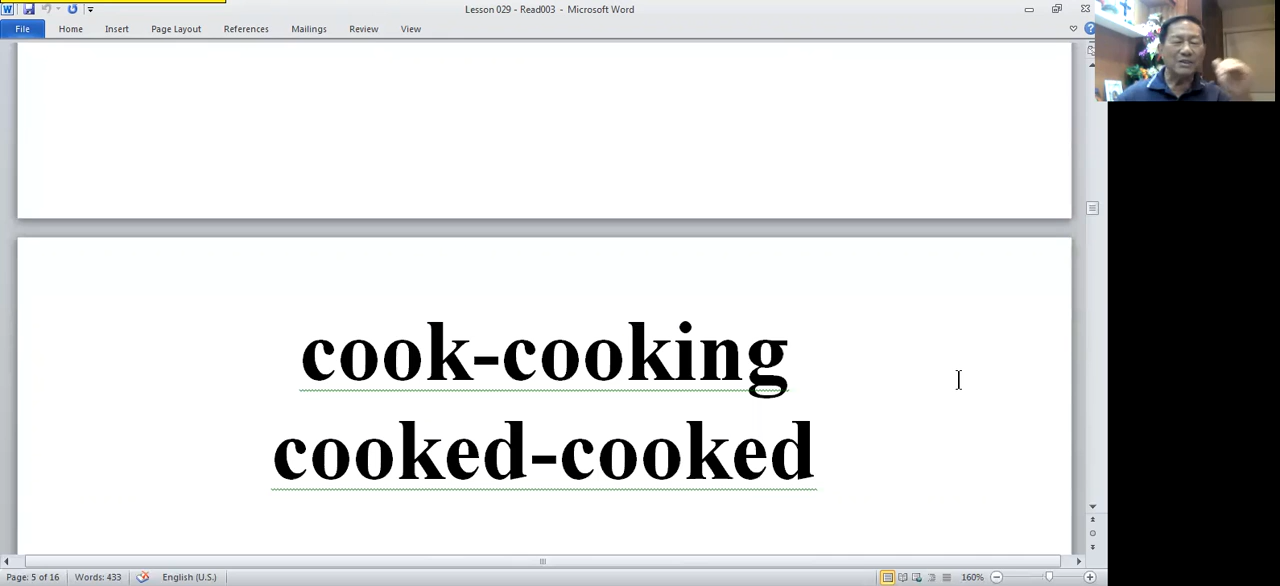 Lesson 029 - Read003 - Microsoft Word
File Home Insert Page Layout References Mailings Review View
cook-cooking
cooked-cooked
Page: 5 of 16 Words: 433 English (U.S.) 160%